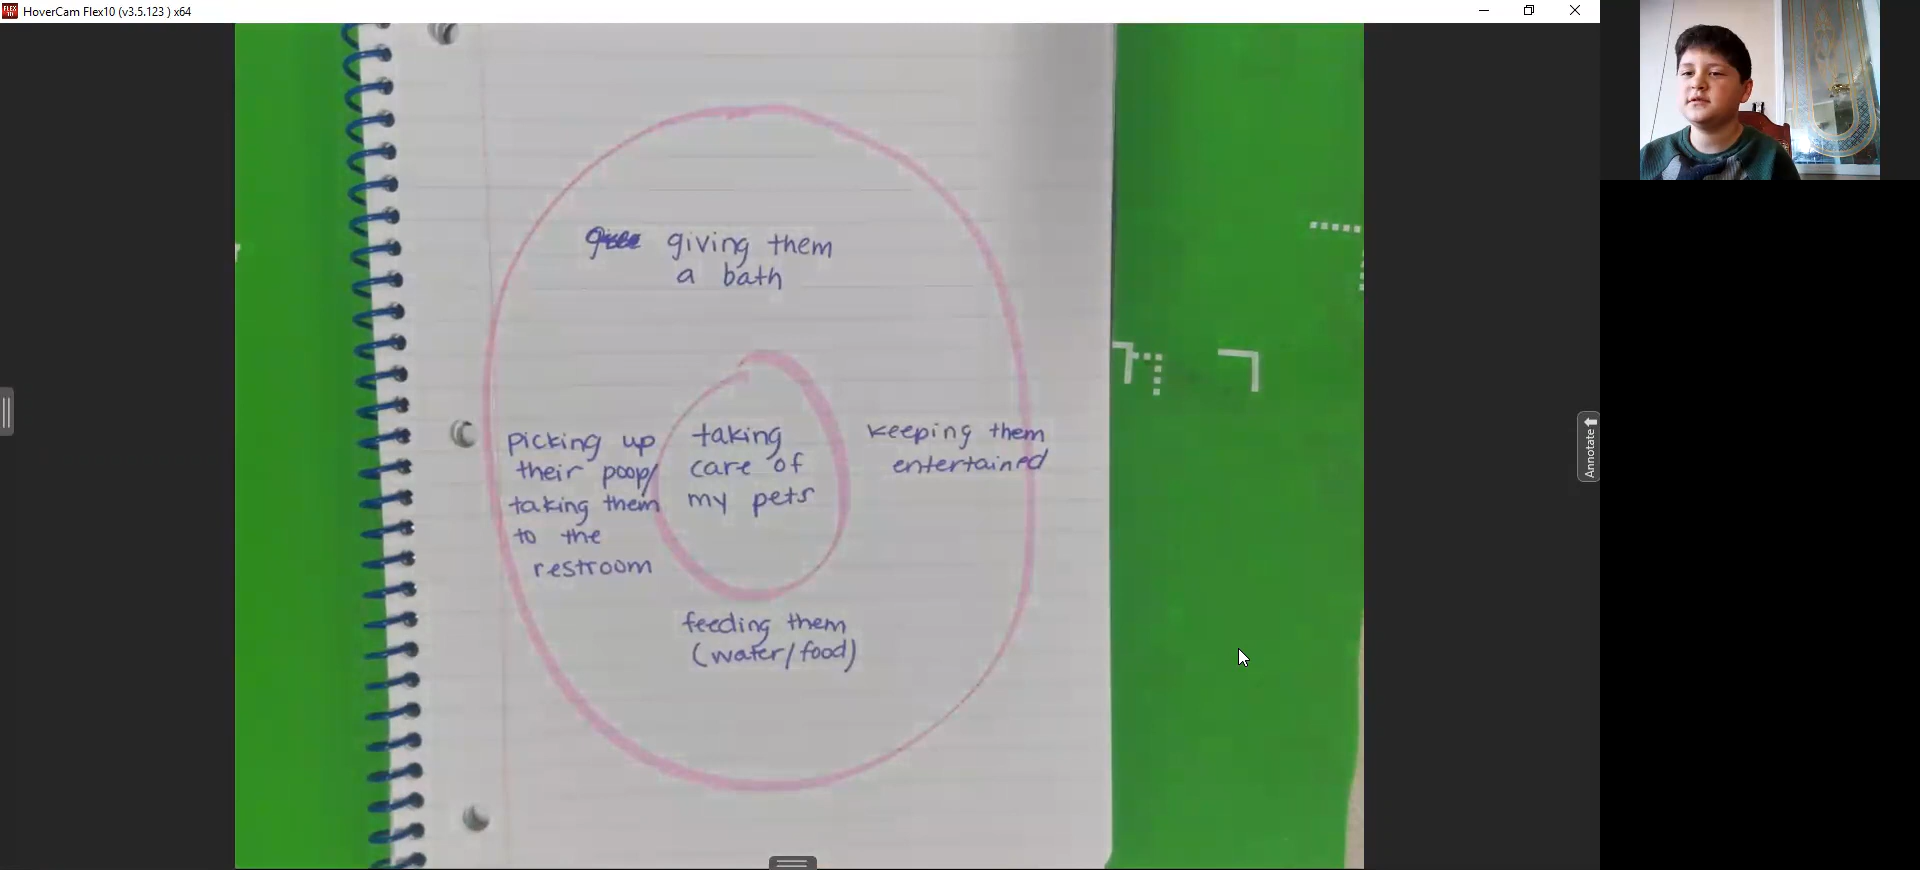 HoverCam Flex10 (v3.5.123 ) x64
giving them
a bath
picking up
their poop/
taking them
to the
restroom
taking
care of
my pets
keeping them
entertained
feeding them
(water/food)
Annotate